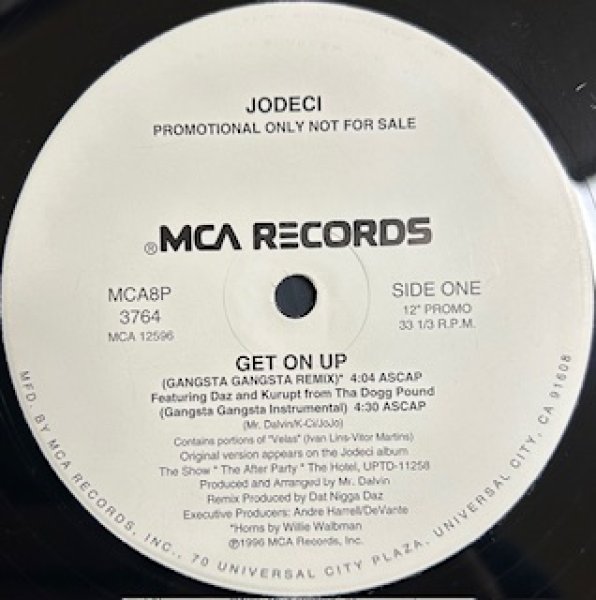 JODECI
PROMOTIONAL ONLY NOT FOR SALE
®MCA RECORDS
MCA8P
3764
MCA 12596
SIDE ONE
12" PROMO
33 1/3 R.P.M.
GET ON UP
(GANGSTA GANGSTA REMIX)* 4:04 ASCAP
Featuring Daz and Kurupt from Tha Dogg Pound
(Gangsta Gangsta Instrumental) 4:30 ASCAP
(Mr. Dalvin/K-Ci/JoJo)
Contains portions of "Velas" (Ivan Lins-Vitor Martins)
Original version appears on the Jodeci album
The Show * The After Party * The Hotel, UPTD-11258
Produced and Arranged by Mr. Dalvin
Remix Produced by Dat Nigga Daz
Executive Producers: Andre Harrell/DeVante
*Horns by Willie Walbman
℗1996 MCA Records, Inc.
MFD. BY MCA RECORDS, INC., 70 UNIVERSAL CITY PLAZA, UNIVERSAL CITY, CA 91608